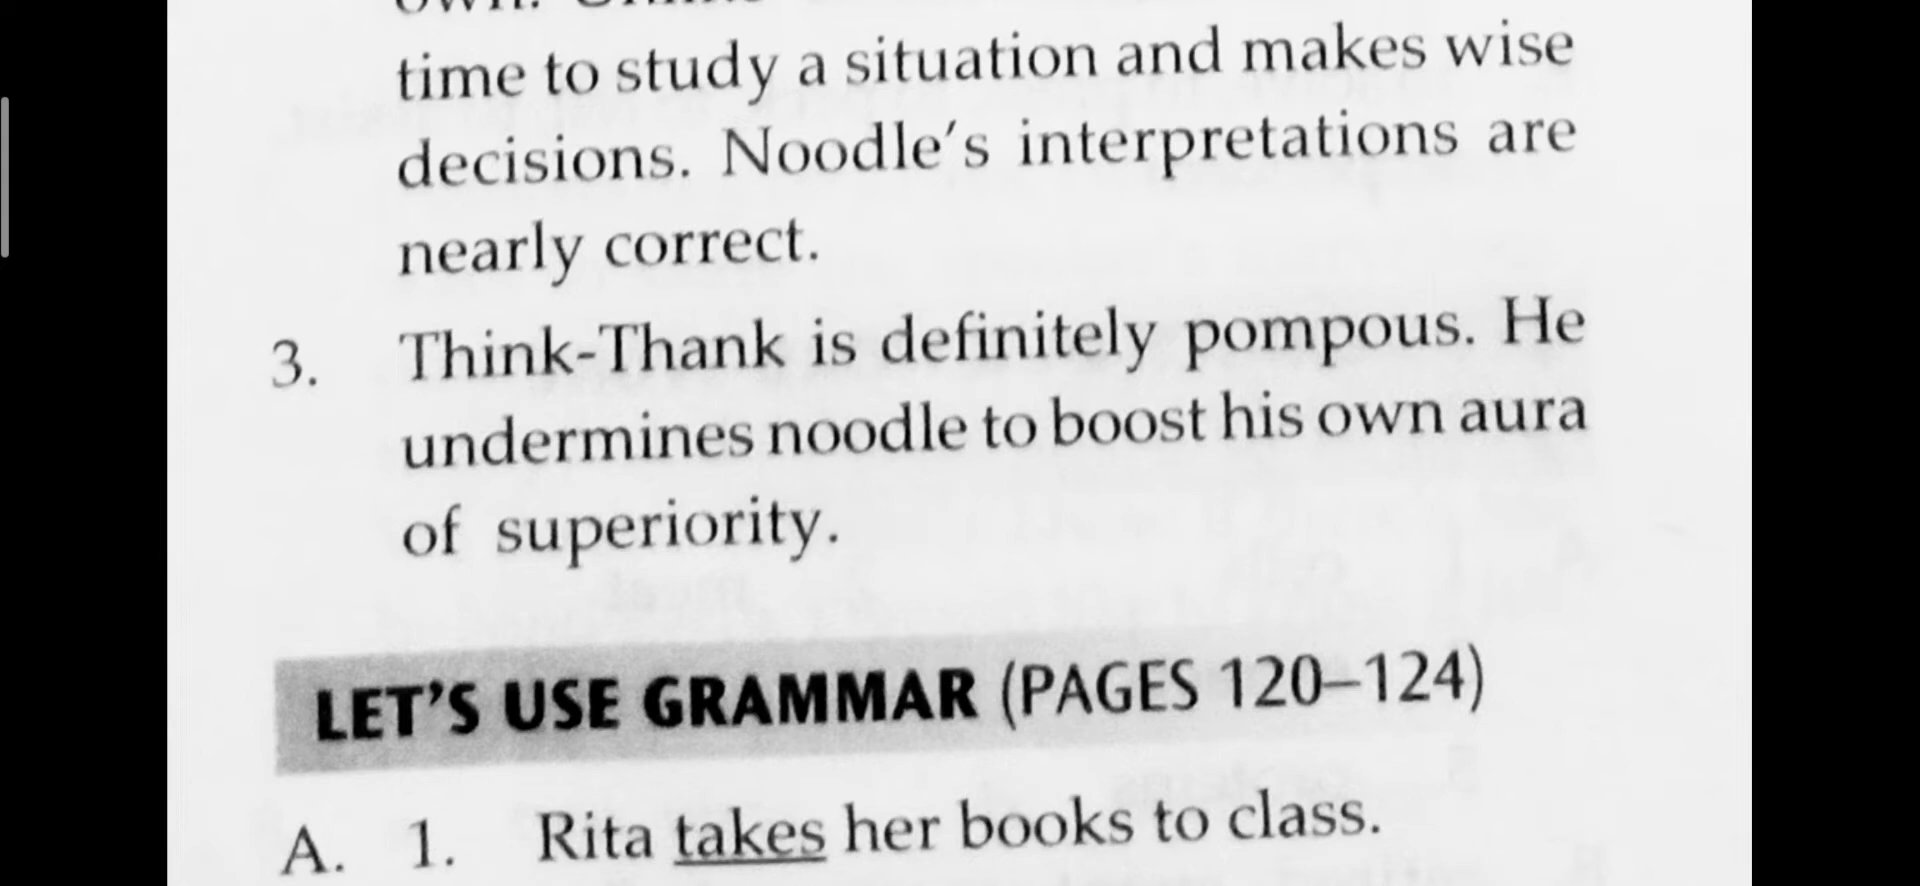 time to study a situation and makes wise
decisions. Noodle's interpretations are
nearly correct.
3. Think-Thank is definitely pompous. He
undermines noodle to boost his own aura
of superiority.
LET'S USE GRAMMAR (PAGES 120–124)
A. 1. Rita takes her books to class.